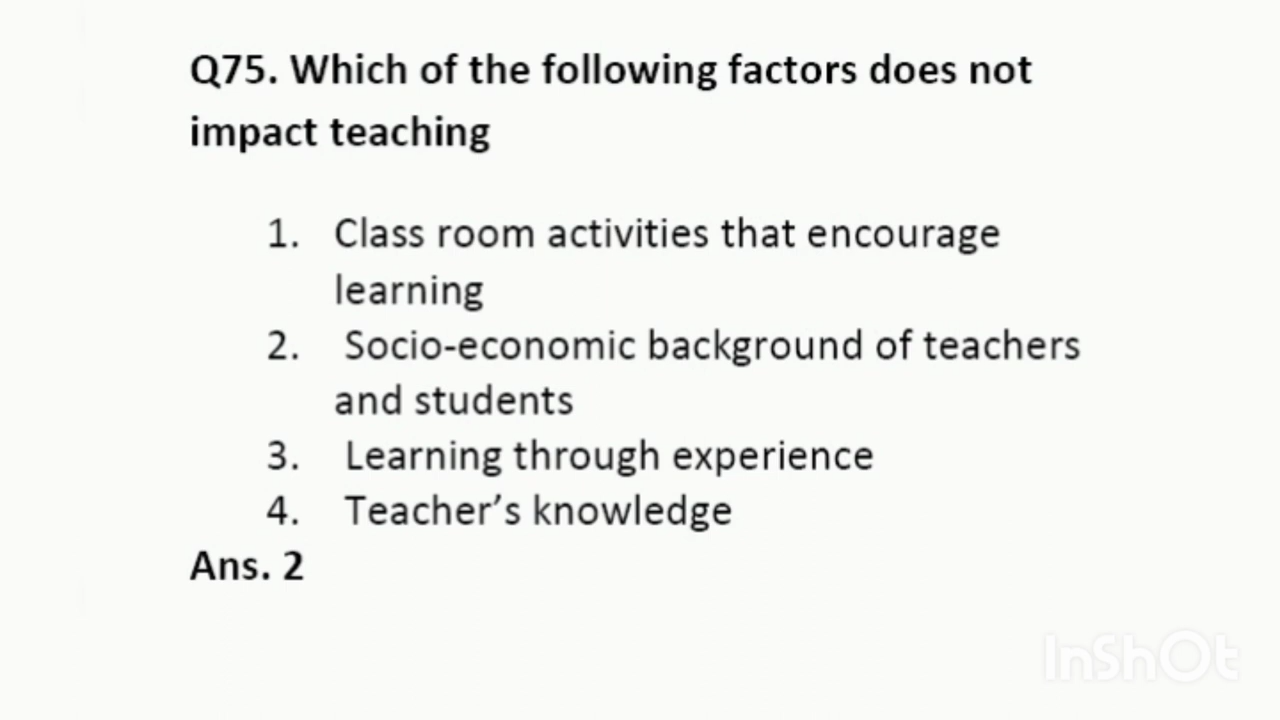 Q75. Which of the following factors does not
impact teaching
1. Class room activities that encourage
learning
2. Socio-economic background of teachers
and students
3. Learning through experience
4. Teacher’s knowledge
Ans. 2
InShOt